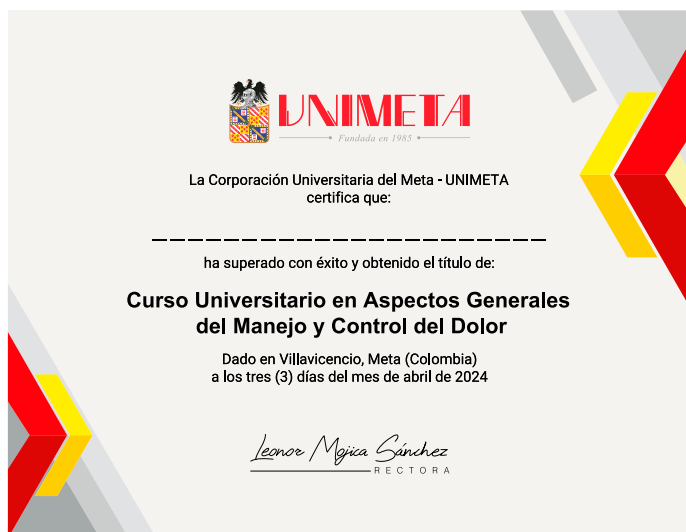 UNIMETA
Fundada en 1985
La Corporación Universitaria del Meta - UNIMETA
certifica que:
ha superado con éxito y obtenido el título de:
Curso Universitario en Aspectos Generales
del Manejo y Control del Dolor
Dado en Villavicencio, Meta (Colombia)
a los tres (3) días del mes de abril de 2024
Leonor Mojica Sánchez
RECTORA